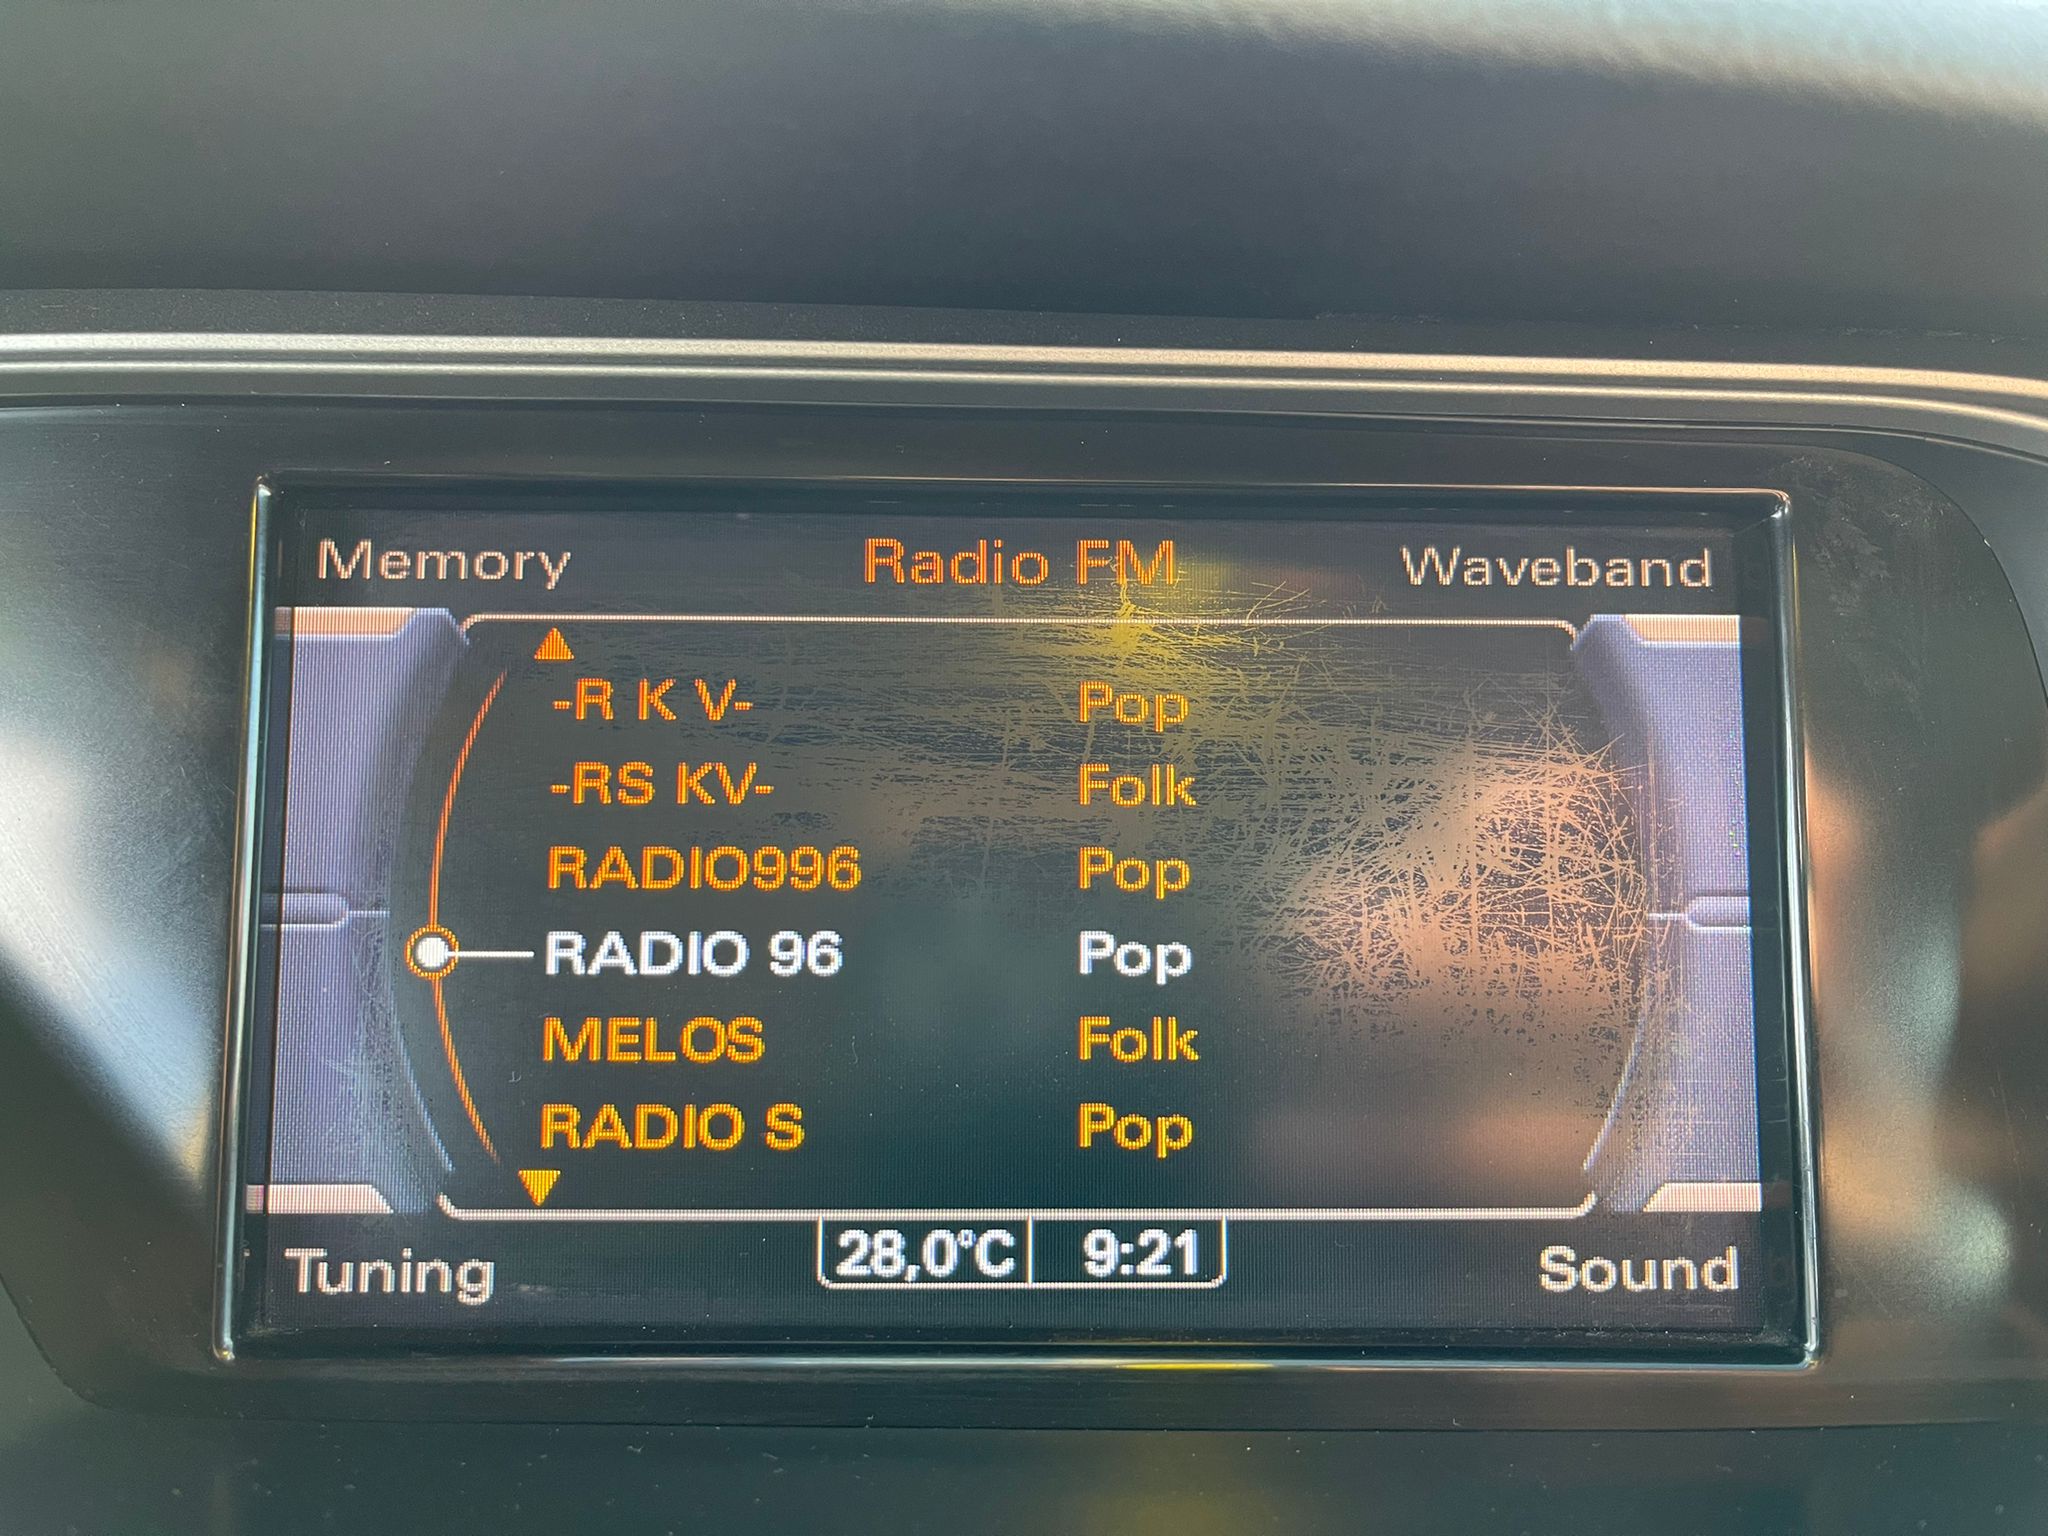 Memory Radio FM Waveband
-R K V- Pop
-RS KV- Folk
RADIO996 Pop
RADIO 96 Pop
MELOS Folk
RADIO S Pop
28,0°C 9:21
Tuning Sound